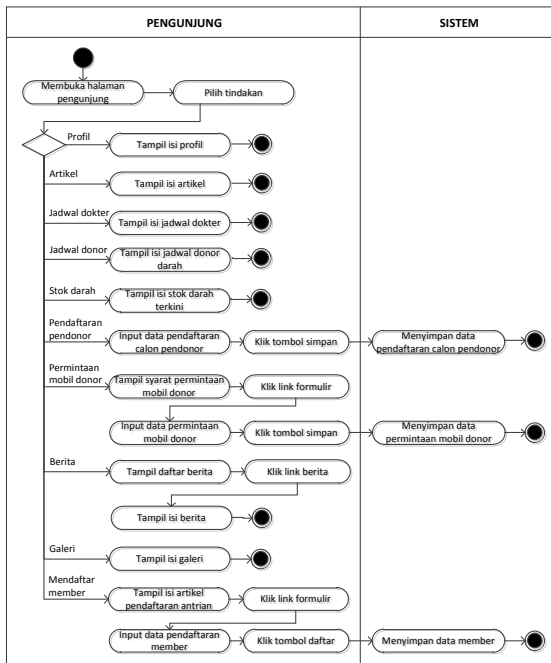 PENGUNJUNG
SISTEM
Membuka halaman
pengunjung
Pilih tindakan
Profil
Tampil isi profil
Artikel
Tampil isi artikel
Jadwal dokter
Tampil isi jadwal dokter
Jadwal donor
Tampil isi jadwal donor
darah
Stok darah
Tampil isi stok darah
terkini
Pendaftaran
pendonor
Input data pendaftaran
calon pendonor
Klik tombol simpan
Menyimpan data
pendaftaran calon pendonor
Permintaan
mobil donor
Tampil syarat permintaan
mobil donor
Klik link formulir
Input data permintaan
mobil donor
Klik tombol simpan
Menyimpan data
permintaan mobil donor
Berita
Tampil daftar berita
Klik link berita
Tampil isi berita
Galeri
Tampil isi galeri
Mendaftar
member
Tampil isi artikel
pendaftaran antrian
Klik link formulir
Input data pendaftaran
member
Klik tombol daftar
Menyimpan data member